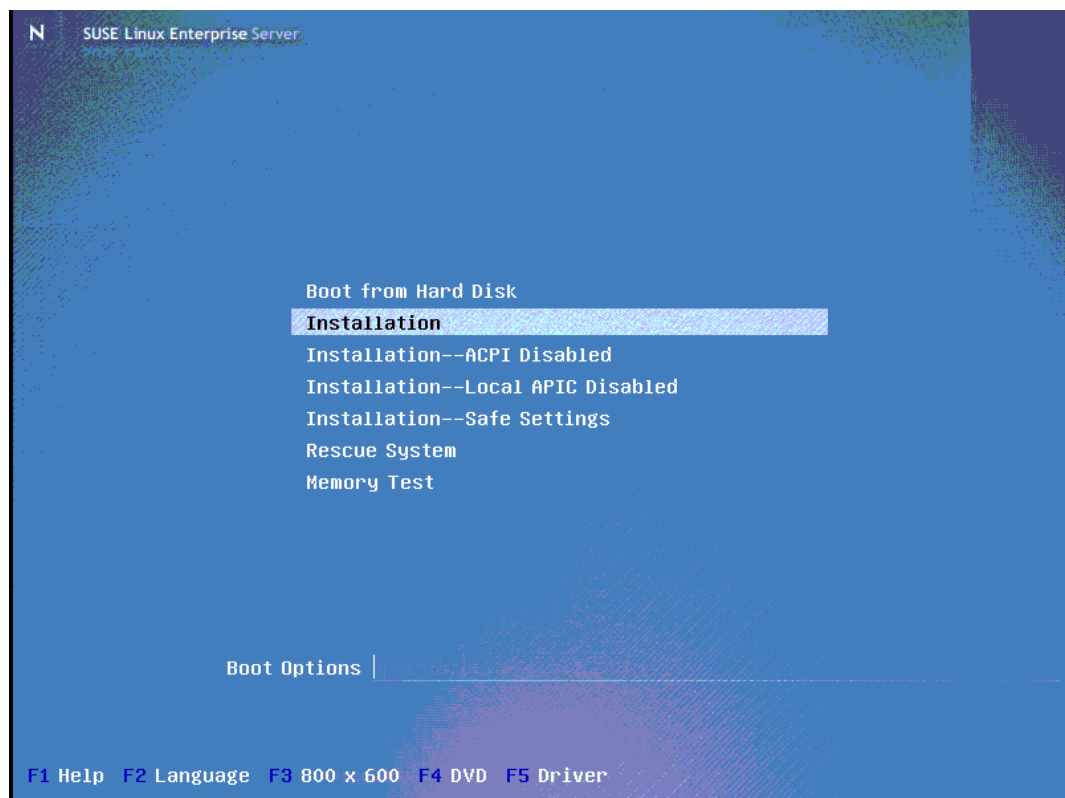 N SUSE Linux Enterprise Server
Boot from Hard Disk
Installation
Installation--ACPI Disabled
Installation--Local APIC Disabled
Installation--Safe Settings
Rescue System
Memory Test
Boot Options
F1 Help F2 Language F3 800 x 600 F4 DVD F5 Driver